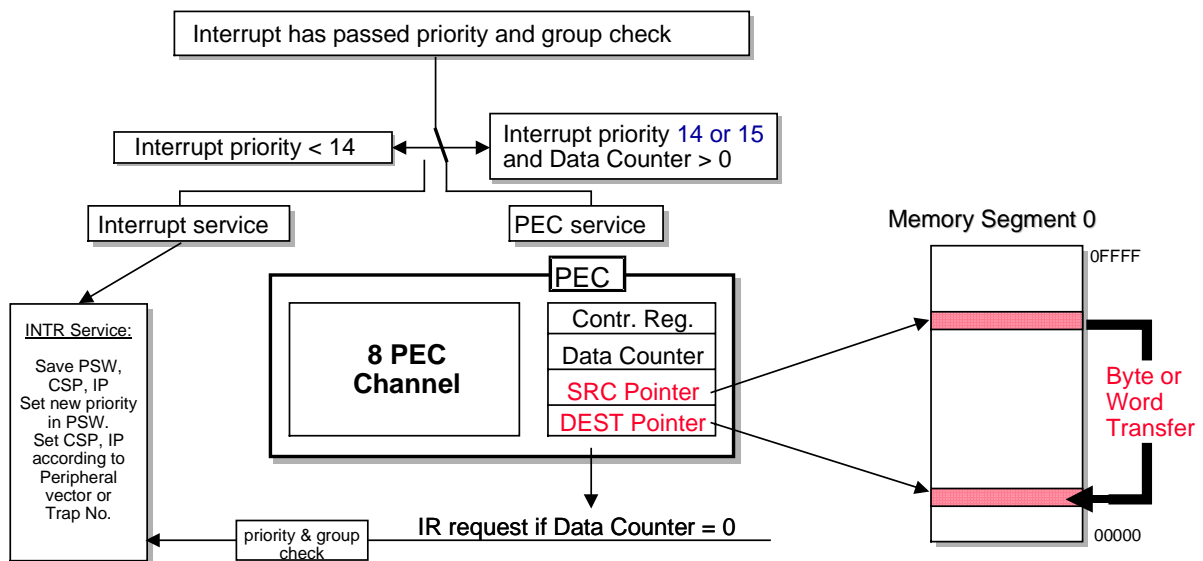 Interrupt has passed priority and group check
Interrupt priority < 14
Interrupt priority 14 or 15
and Data Counter > 0
Interrupt service
PEC service
Memory Segment 0
0FFFF
PEC
INTR Service:
Save PSW,
CSP, IP
Set new priority
in PSW.
Set CSP, IP
according to
Peripheral
vector or
Trap No.
8 PEC
Channel
Contr. Reg.
Data Counter
SRC Pointer
DEST Pointer
Byte or
Word
Transfer
IR request if Data Counter = 0
priority & group
check
00000